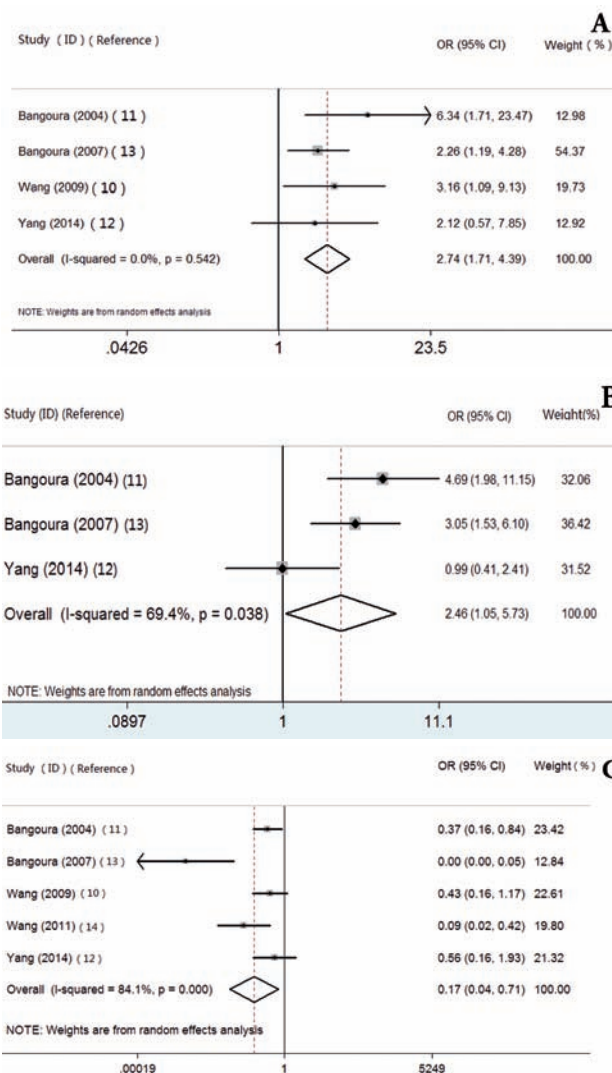 A
Study ( ID ) ( Reference ) OR (95% CI) Weight ( % )
Bangoura (2004) ( 11 ) 6.34 (1.71, 23.47) 12.98
Bangoura (2007) ( 13 ) 2.26 (1.19, 4.28) 54.37
Wang (2009) ( 10 ) 3.16 (1.09, 9.13) 19.73
Yang (2014) ( 12 ) 2.12 (0.57, 7.85) 12.92
Overall (I-squared = 0.0%, p = 0.542) 2.74 (1.71, 4.39) 100.00
NOTE: Weights are from random effects analysis
.0426 1 23.5
B
Study (ID) (Reference) OR (95% CI) Weight(%)
Bangoura (2004) (11) 4.69 (1.98, 11.15) 32.06
Bangoura (2007) (13) 3.05 (1.53, 6.10) 36.42
Yang (2014) (12) 0.99 (0.41, 2.41) 31.52
Overall (I-squared = 69.4%, p = 0.038) 2.46 (1.05, 5.73) 100.00
NOTE: Weights are from random effects analysis
.0897 1 11.1
Study ( ID ) ( Reference ) OR (95% CI) Weight ( % ) C
Bangoura (2004) ( 11 ) 0.37 (0.16, 0.84) 23.42
Bangoura (2007) ( 13 ) 0.00 (0.00, 0.05) 12.84
Wang (2009) ( 10 ) 0.43 (0.16, 1.17) 22.61
Wang (2011) ( 14 ) 0.09 (0.02, 0.42) 19.80
Yang (2014) ( 12 ) 0.56 (0.16, 1.93) 21.32
Overall (I-squared = 84.1%, p = 0.000) 0.17 (0.04, 0.71) 100.00
NOTE: Weights are from random effects analysis
.00019 1 5249